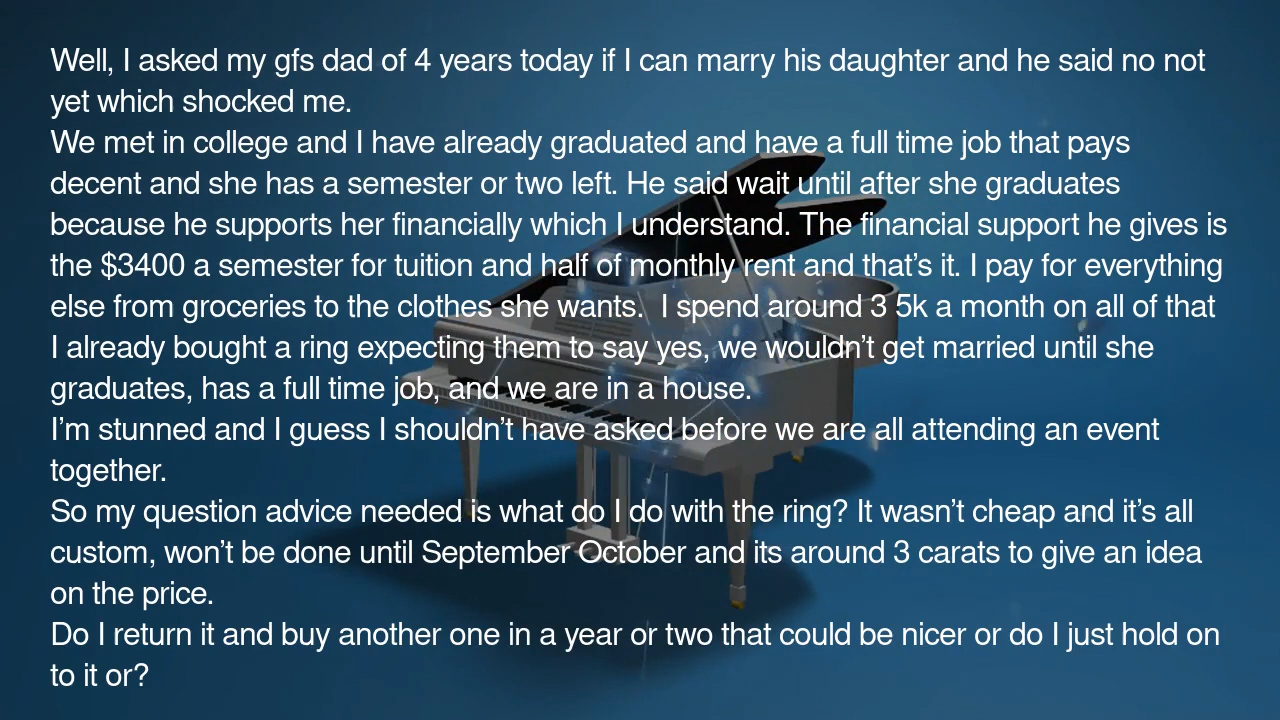 Well, I asked my gfs dad of 4 years today if I can marry his daughter and he said no not
yet which shocked me.
We met in college and I have already graduated and have a full time job that pays
decent and she has a semester or two left. He said wait until after she graduates
because he supports her financially which I understand. The financial support he gives is
the $3400 a semester for tuition and half of monthly rent and that’s it. I pay for everything
else from groceries to the clothes she wants.  I spend around 3 5k a month on all of that
I already bought a ring expecting them to say yes, we wouldn’t get married until she
graduates, has a full time job, and we are in a house.
I’m stunned and I guess I shouldn’t have asked before we are all attending an event
together.
So my question advice needed is what do I do with the ring? It wasn’t cheap and it’s all
custom, won’t be done until September October and its around 3 carats to give an idea
on the price.
Do I return it and buy another one in a year or two that could be nicer or do I just hold on
to it or?